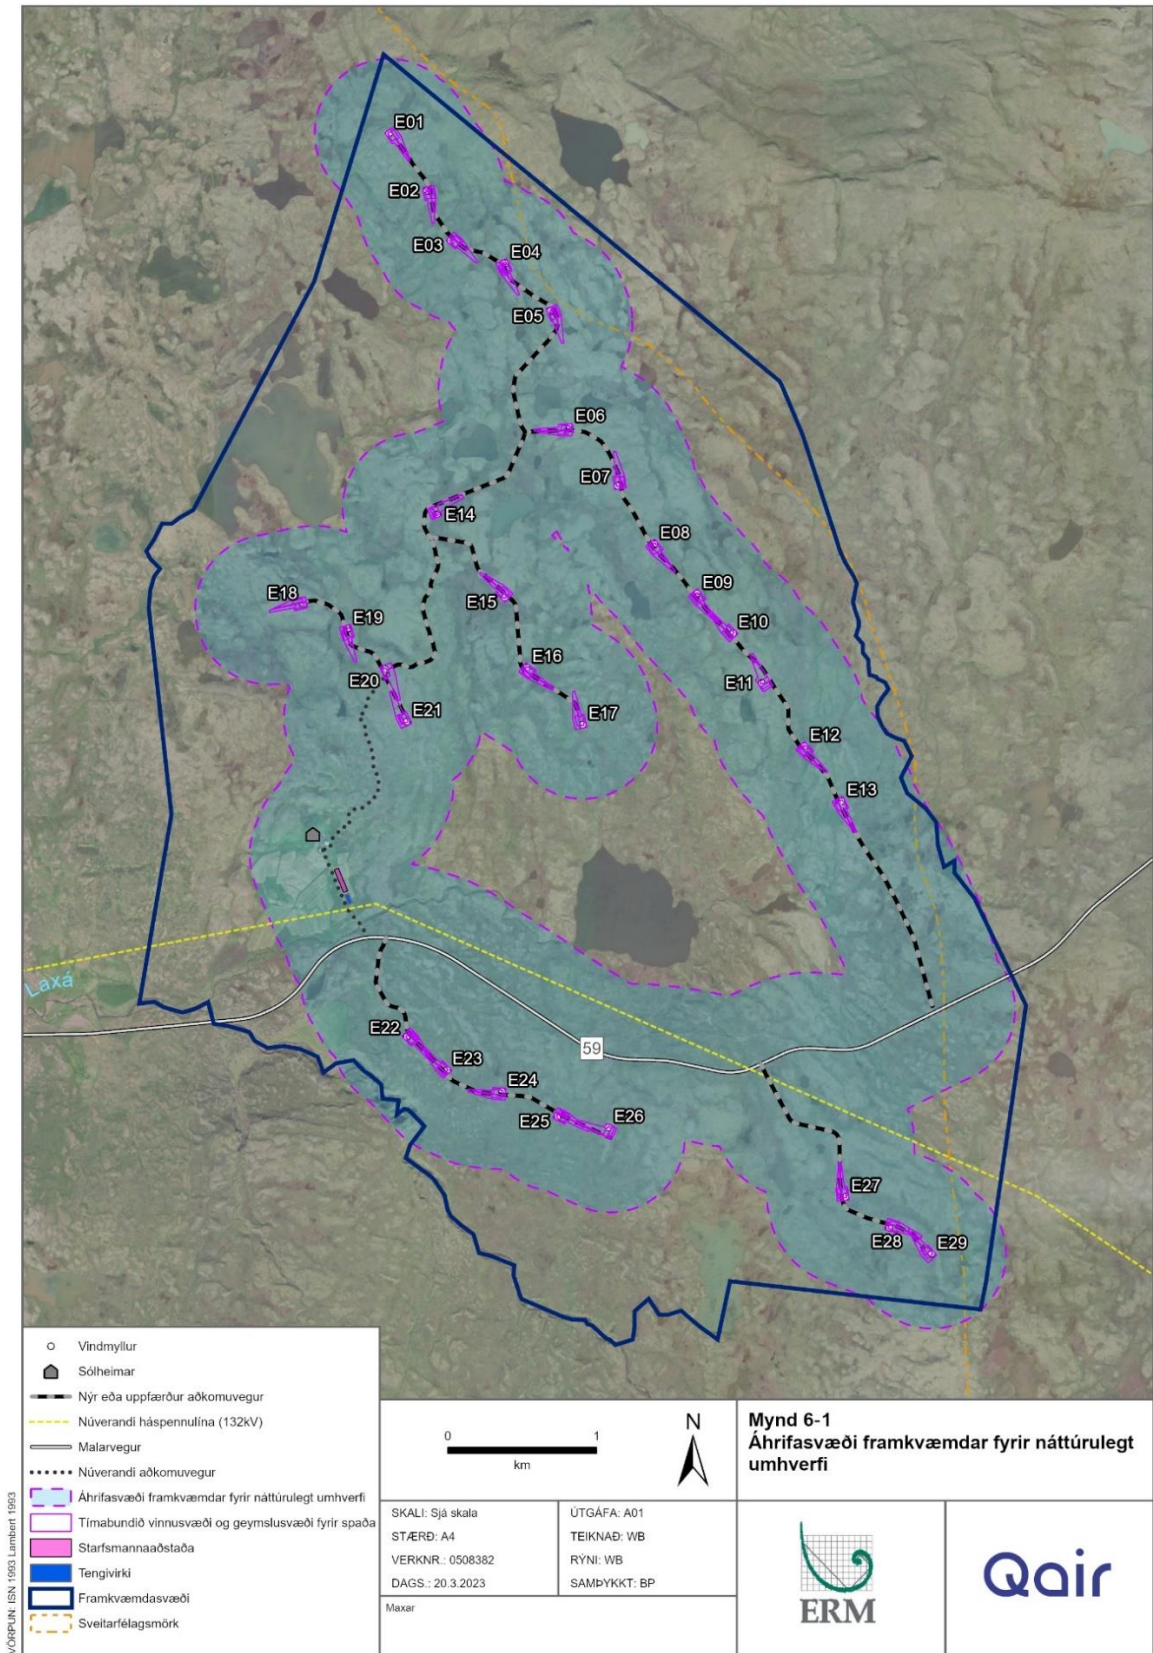 E01
E02
E03
E04
E05
E06
E07
E14
E08
E09
E18
E15
E19
E10
E16
E20
E11
E21
E17
E12
E13
Laxá
E22
59
E23
E24
E25
E26
E27
E28
E29
Vindmyllur
Sólheimar
Nýr eða uppfærður aðkomuvegur
Núverandi háspennulína (132kV)
Malarvegur
Núverandi aðkomuvegur
Áhrifasvæði framkvæmdar fyrir náttúrulegt umhverfi
Tímabundið vinnusvæði og geymslusvæði fyrir spaða
Starfsmannaaðstaða
Tengivirki
Framkvæmdasvæði
Sveitarfélagsmörk
VÖRPUN: ISN 1993 Lambert 1993
0 1
km
N
Mynd 6-1
Áhrifasvæði framkvæmdar fyrir náttúrulegt
umhverfi
SKALI: Sjá skala
STÆRÐ: A4
VERKNR.: 0508382
DAGS.: 20.3.2023
ÚTGÁFA: A01
TEIKNAÐ: WB
RÝNI: WB
SAMÞYKKT: BP
Maxar
ERM
Qair